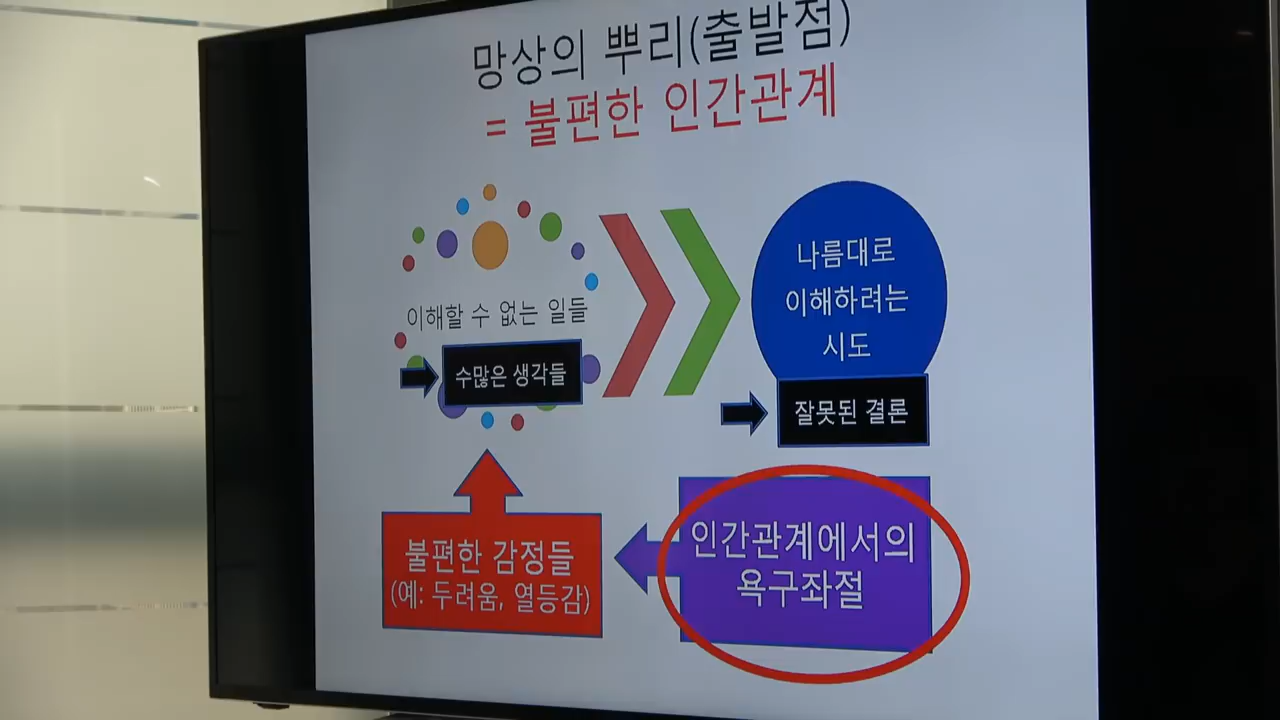 망상의 뿌리(출발점)
= 불편한 인간관계
이해할 수 없는 일들
수많은 생각들
나름대로
이해하려는
시도
잘못된 결론
불편한 감정들
(예: 두려움, 열등감)
인간관계에서의
욕구좌절